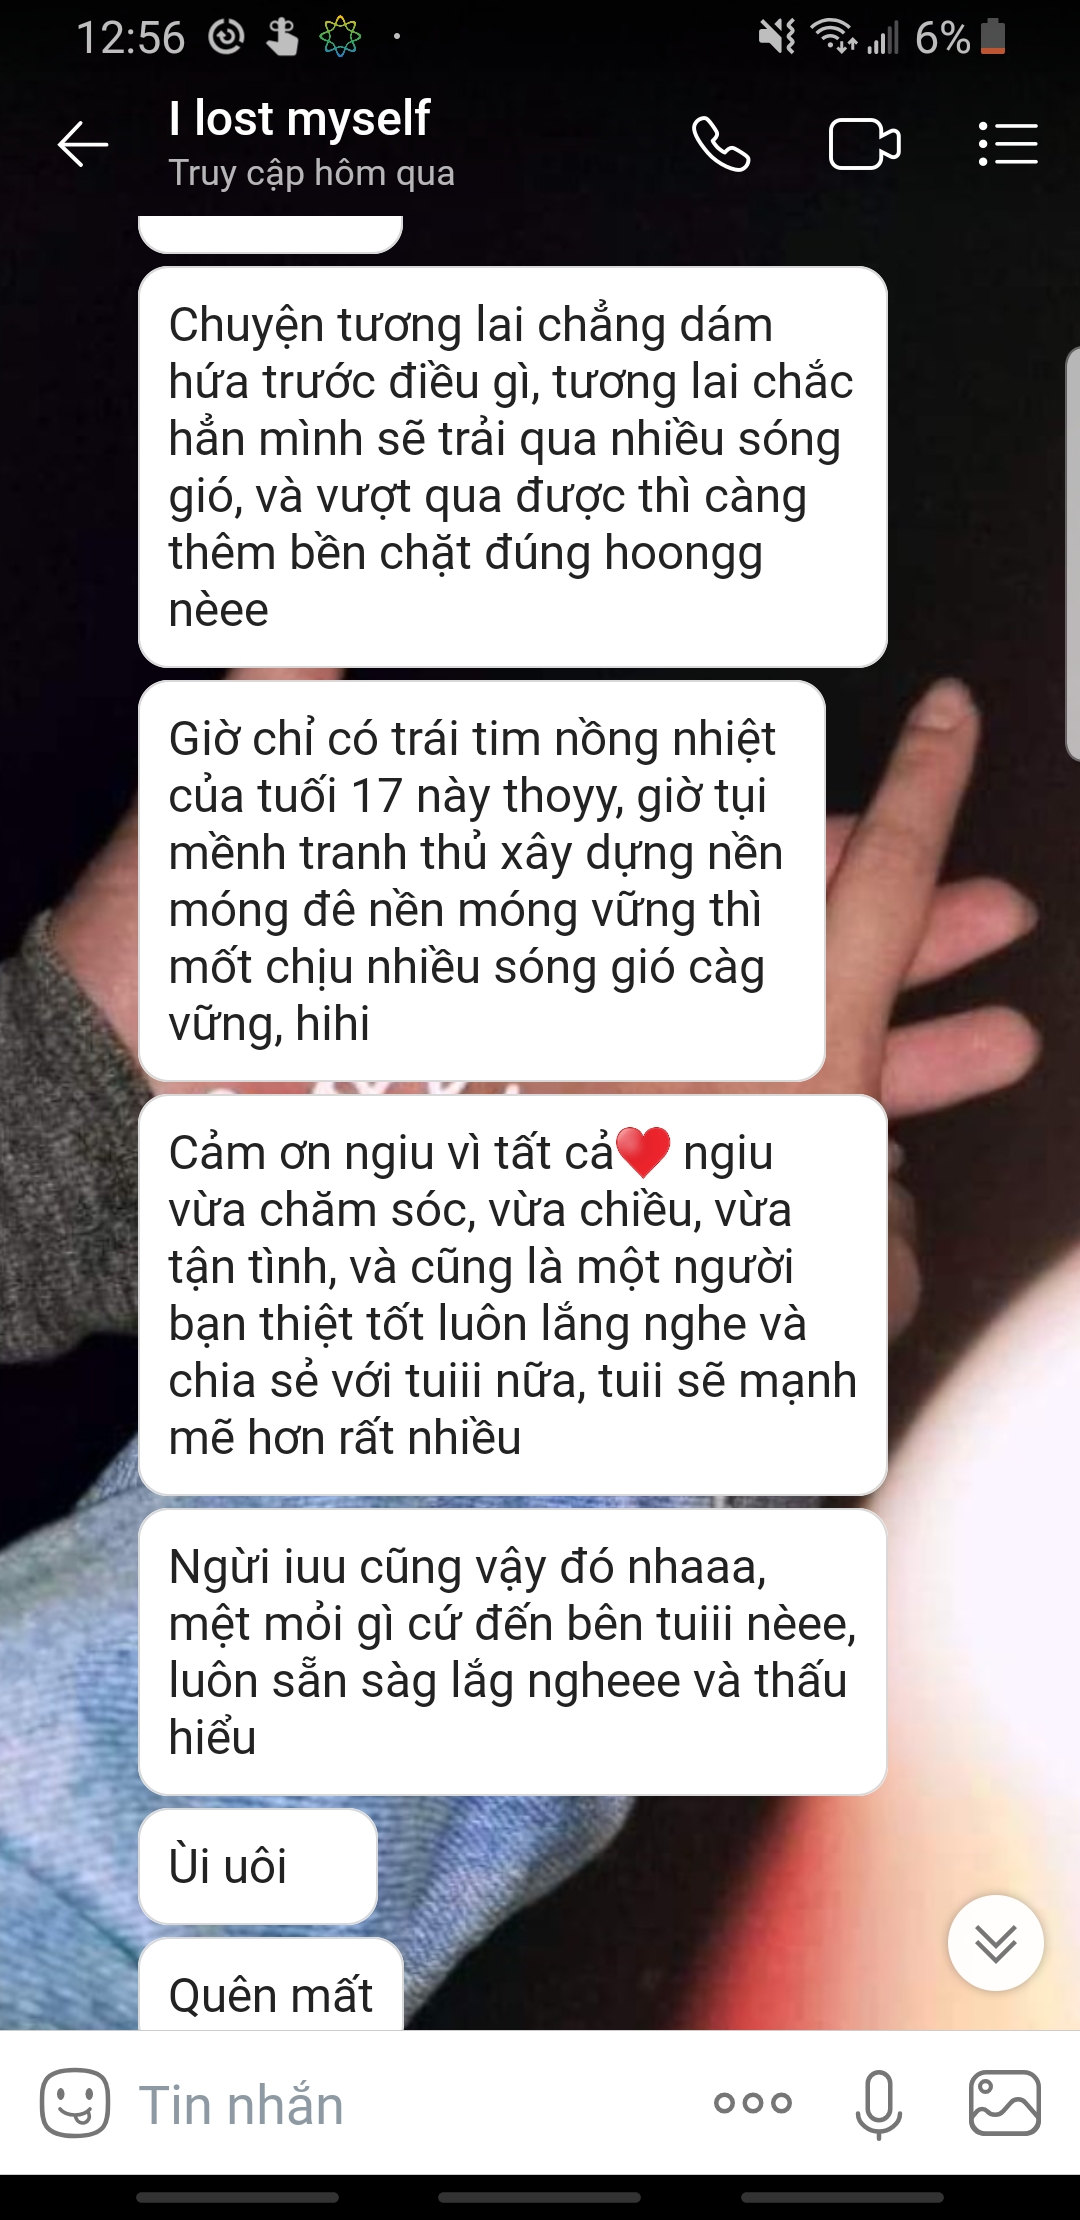 12:56
6%
I lost myself
Truy cập hôm qua
Chuyện tương lai chẳng dám
hứa trước điều gì, tương lai chắc
hẳn mình sẽ trải qua nhiều sóng
gió, và vượt qua được thì càng
thêm bền chặt đúng hoongg
nèee
Giờ chỉ có trái tim nồng nhiệt
của tuổi 17 này thoyy, giờ tụi
mềnh tranh thủ xây dựng nền
móng đê nền móng vững thì
mốt chịu nhiều sóng gió càg
vững, hihi
Cảm ơn ngiu vì tất cả❤️ ngiu
vừa chăm sóc, vừa chiều, vừa
tận tình, và cũng là một người
bạn thiệt tốt luôn lắng nghe và
chia sẻ với tuiii nữa, tuii sẽ mạnh
mẽ hơn rất nhiều
Ngừi iuu cũng vậy đó nhaaa,
mệt mỏi gì cứ đến bên tuiii nèee,
luôn sẵn sàg lắg ngheee và thấu
hiểu
Ùi uôi
Quên mất
Tin nhắn